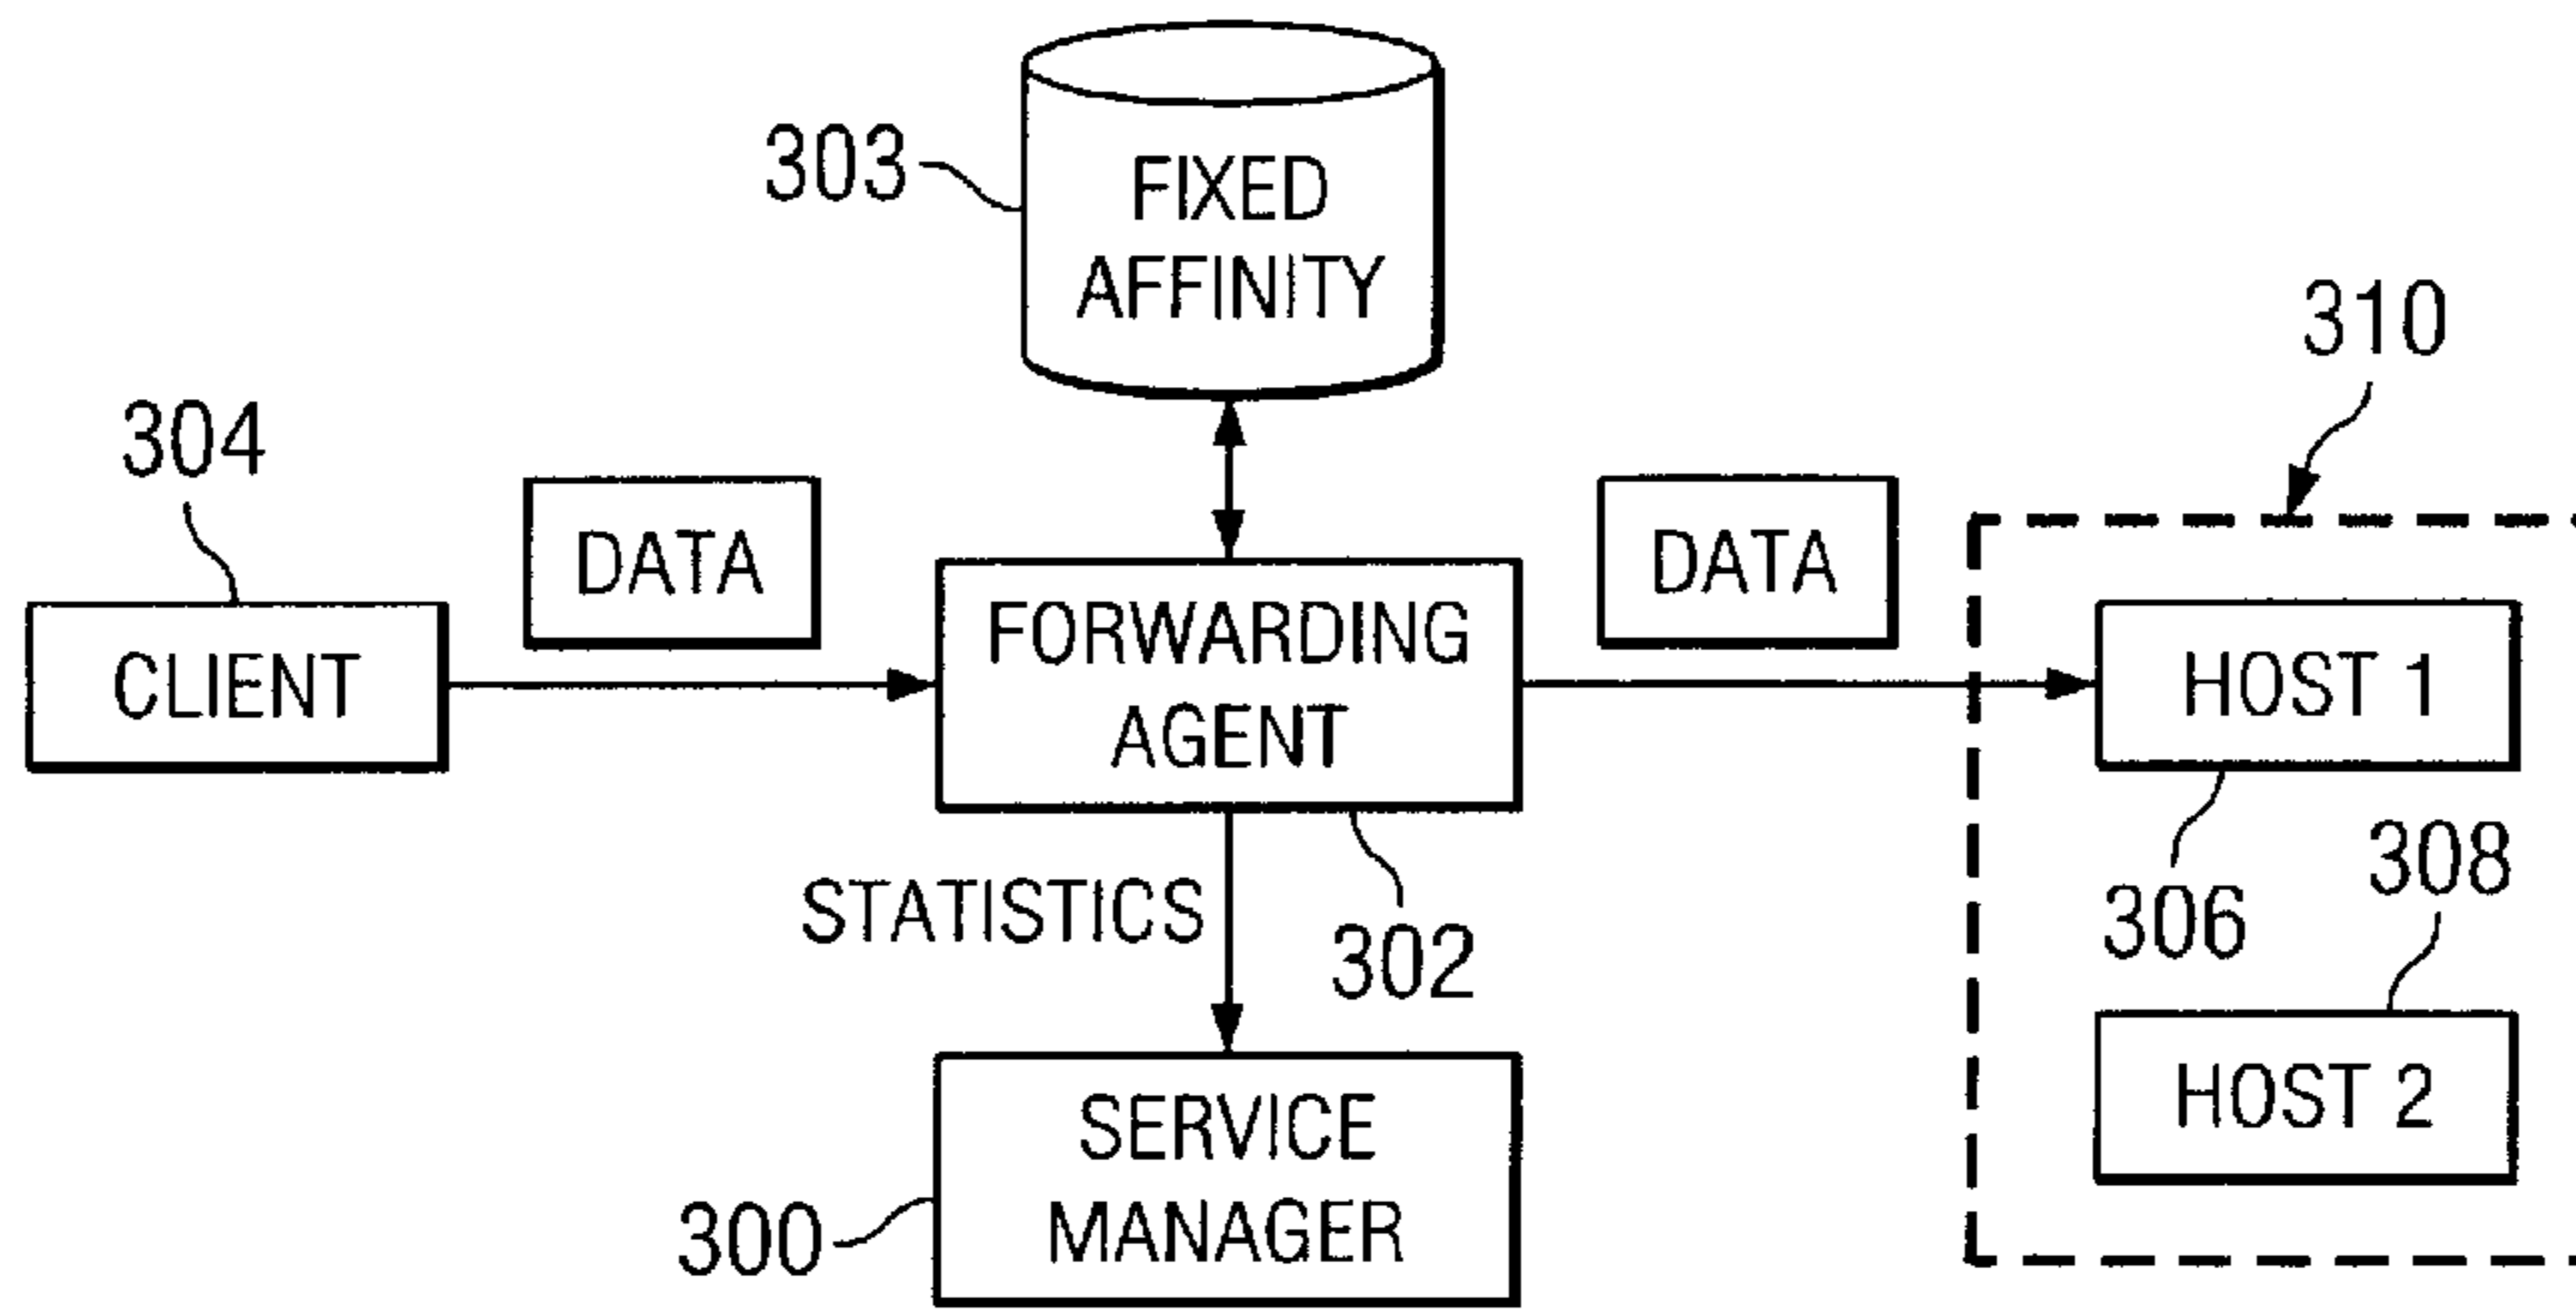 303
FIXED
AFFINITY
310
304
DATA
DATA
CLIENT
FORWARDING
AGENT
HOST 1
STATISTICS
302
306
308
SERVICE
MANAGER
300
HOST 2